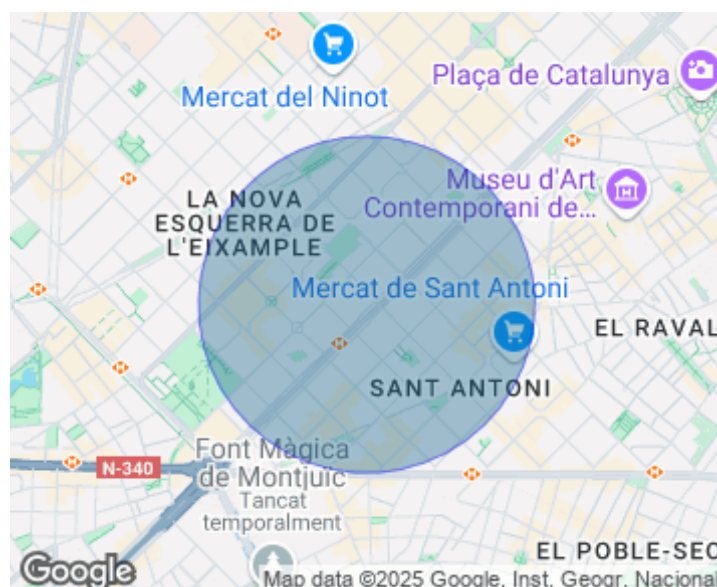 Mercat del Ninot
Plaça de Catalunya
LA NOVA
ESQUERRA DE
L'EIXAMPLE
Museu d'Art
Contemporani de...
Mercat de Sant Antoni
EL RAVAL
SANT ANTONI
Font Màgica
de Montjuïc
Tancat
temporalment
N-340
EL POBLE-SEC
Google
Map data ©2025 Google, Inst. Geogr. Nacional